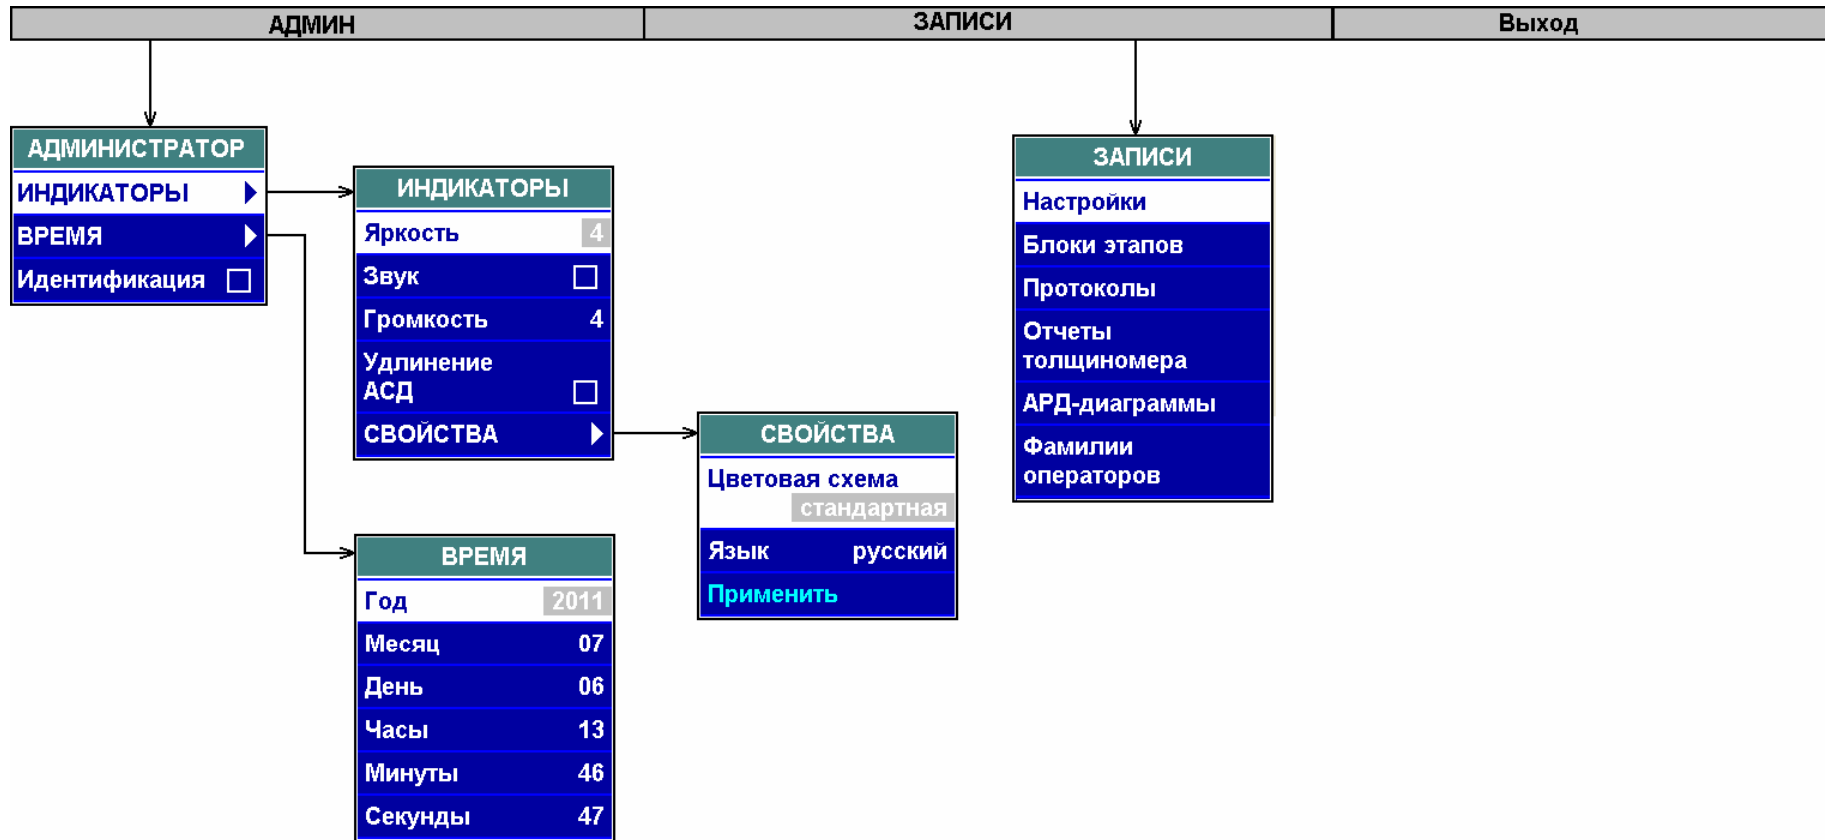 АДМИН
ЗАПИСИ
Выход
АДМИНИСТРАТОР
ИНДИКАТОРЫ
ВРЕМЯ
Идентификация
ИНДИКАТОРЫ
Яркость 4
Звук
Громкость 4
Удлинение
АСД
СВОЙСТВА
ВРЕМЯ
Год 2011
Месяц 07
День 06
Часы 13
Минуты 46
Секунды 47
СВОЙСТВА
Цветовая схема
стандартная
Язык русский
Применить
ЗАПИСИ
Настройки
Блоки этапов
Протоколы
Отчеты
толщиномера
АРД-диаграммы
Фамилии
операторов